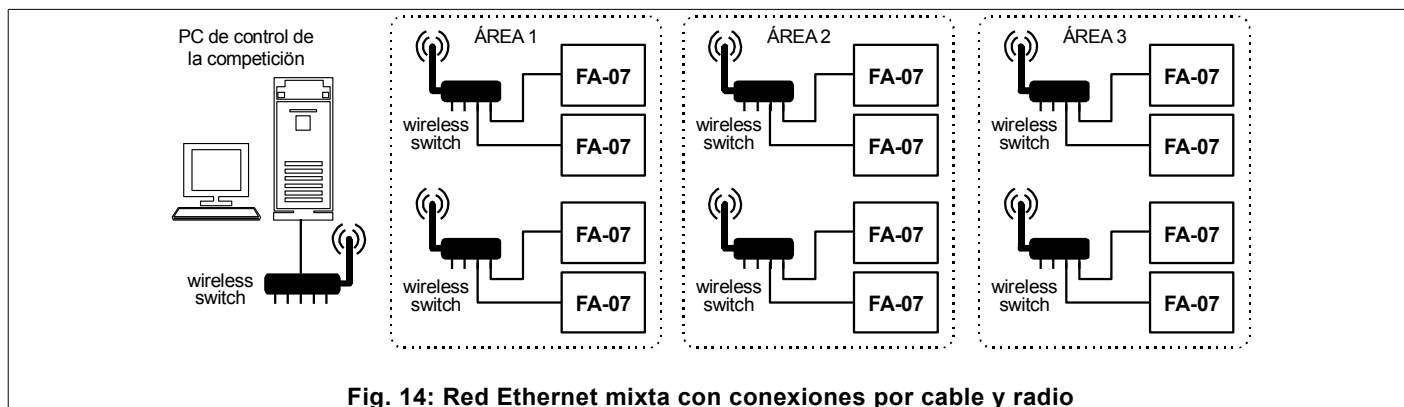 PC de control de
la competiciön
wireless
switch
ÁREA 1
FA-07
wireless
switch
FA-07
FA-07
wireless
switch
FA-07
ÁREA 2
FA-07
wireless
switch
FA-07
FA-07
wireless
switch
FA-07
ÁREA 3
FA-07
wireless
switch
FA-07
FA-07
wireless
switch
FA-07
Fig. 14: Red Ethernet mixta con conexiones por cable y radio